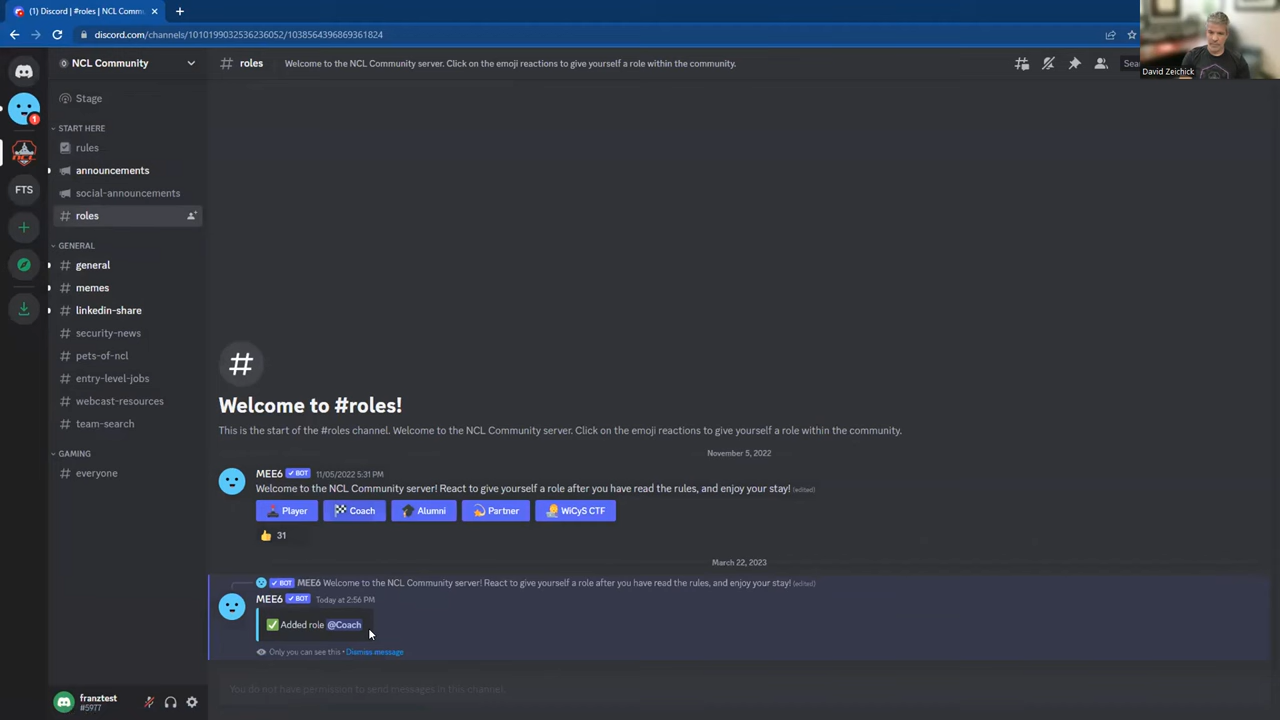 (1) Discord | #roles | NCL Comm
discord.com/channels/1010199032536236052/1038564396869361824
David Zeichick
NCL Community
roles
Welcome to the NCL Community server. Click on the emoji reactions to give yourself a role within the community.
Sea
1
FTS
Stage
START HERE
rules
announcements
social-announcements
roles
GENERAL
general
memes
linkedin-share
security-news
pets-of-ncl
entry-level-jobs
webcast-resources
team-search
GAMING
everyone
franztest
#5977
Welcome to #roles!
This is the start of the #roles channel. Welcome to the NCL Community server. Click on the emoji reactions to give yourself a role within the community.
November 5, 2022
MEE6 ✓ BOT 11/05/2022 5:31 PM
Welcome to the NCL Community server! React to give yourself a role after you have read the rules, and enjoy your stay! (edited)
Player Coach Alumni Partner WiCyS CTF
31
March 22, 2023
✓ BOT MEE6 Welcome to the NCL Community server! React to give yourself a role after you have read the rules, and enjoy your stay! (edited)
MEE6 ✓ BOT Today at 2:56 PM
Added role @Coach
Only you can see this • Dismiss message
You do not have permission to send messages in this channel.